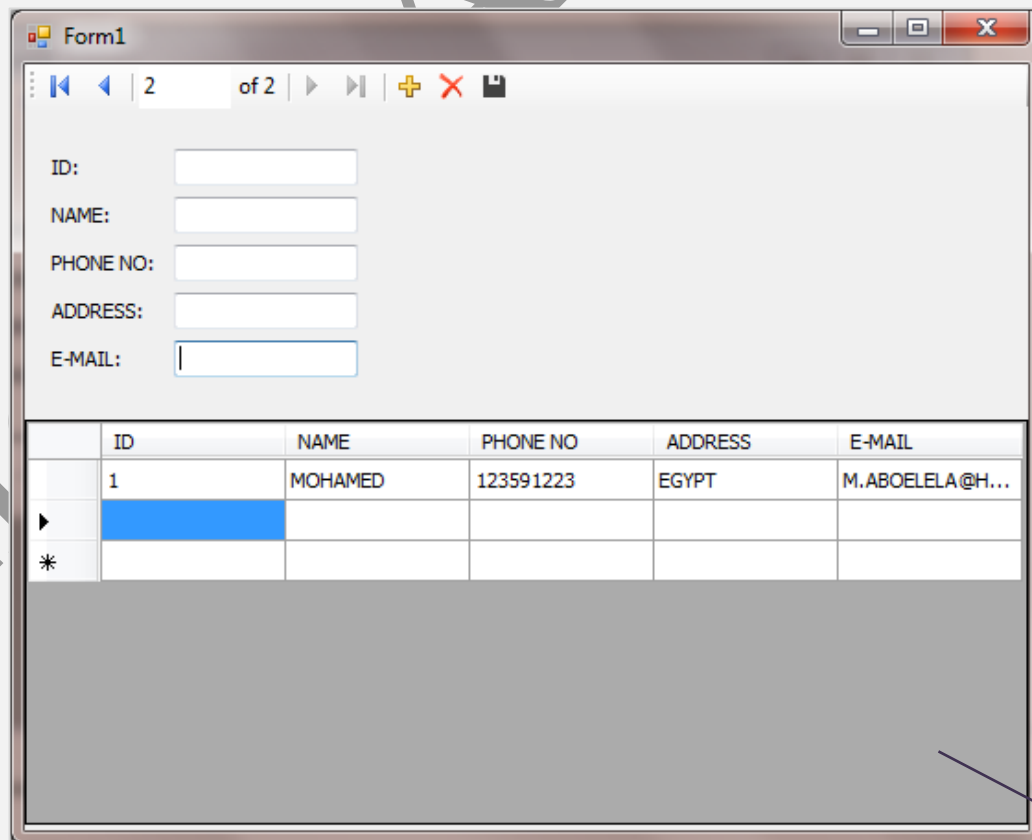 Form1
2 of 2
ID:
NAME:
PHONE NO:
ADDRESS:
E-MAIL:
ID NAME PHONE NO ADDRESS E-MAIL
1 MOHAMED 123591223 EGYPT M.ABOELELA@H...